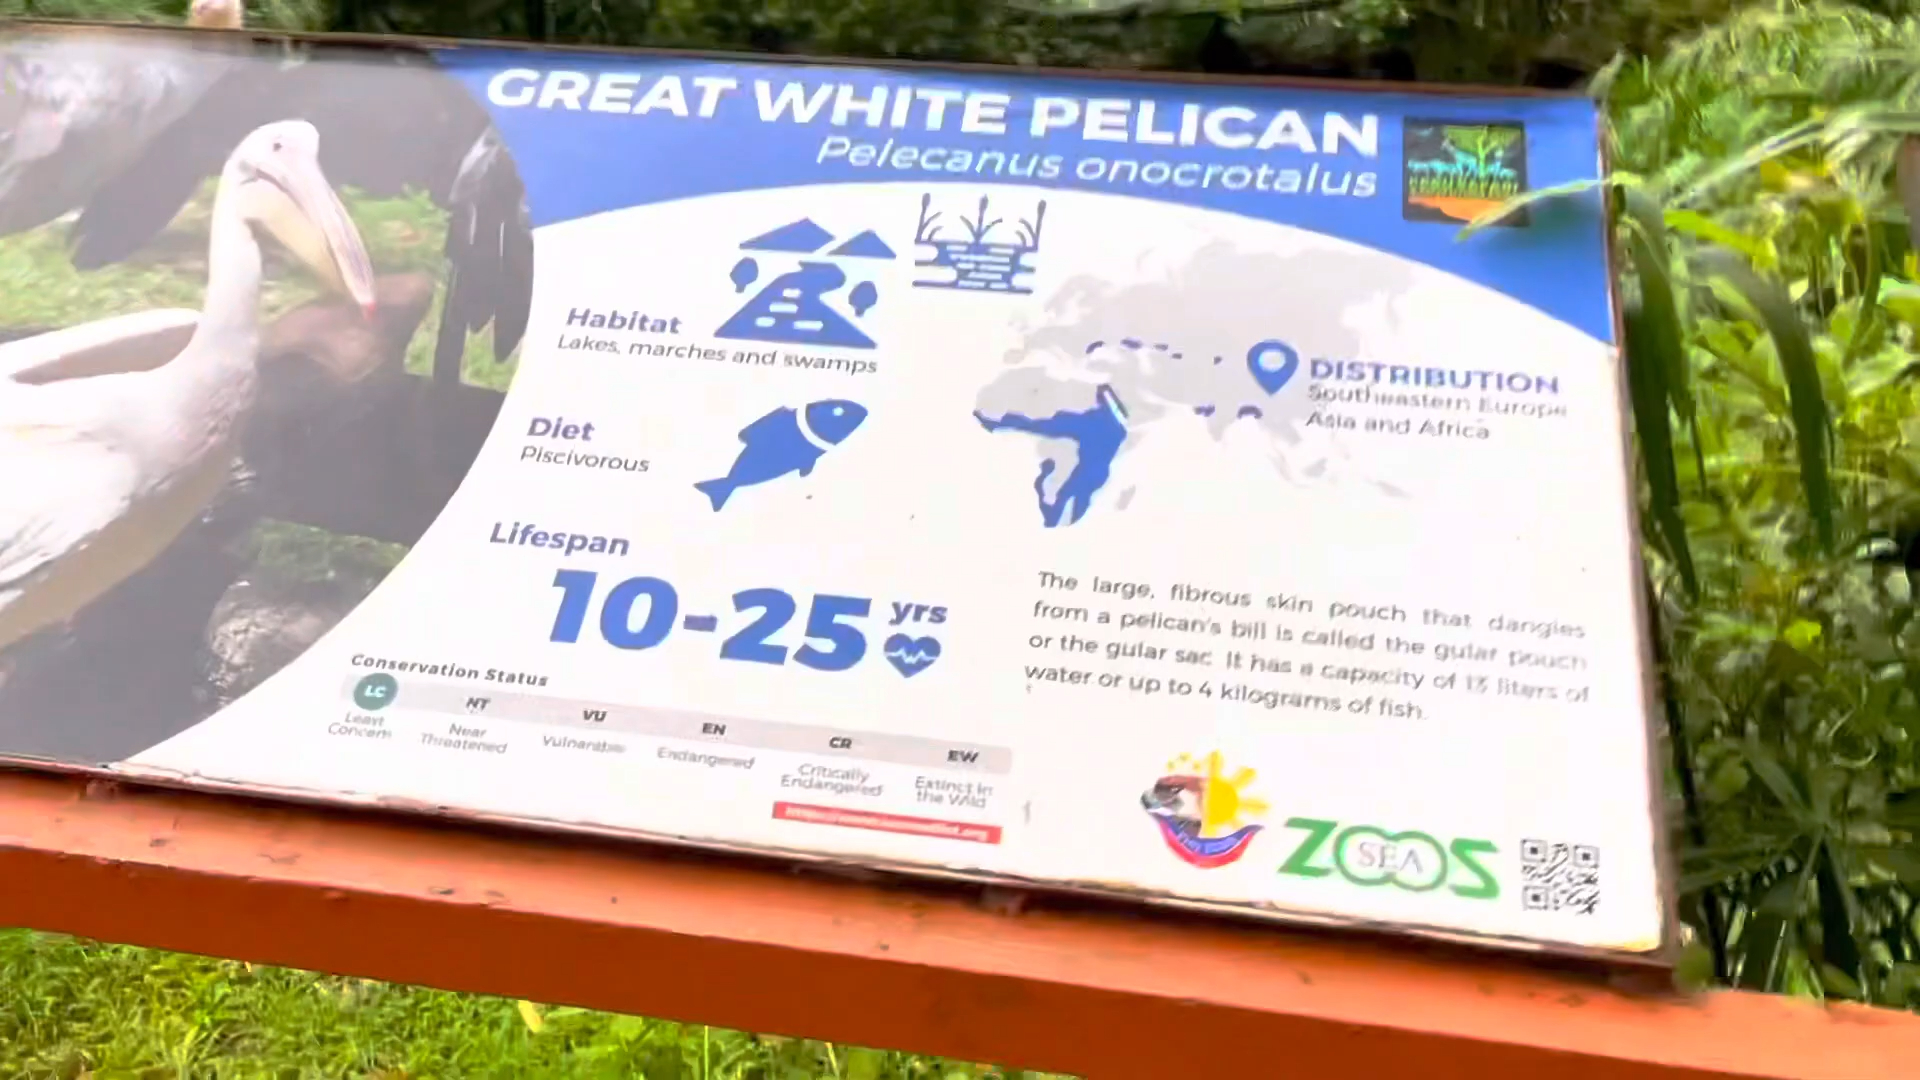 GREAT WHITE PELICAN
Pelecanus onocrotalus
Habitat
Lakes, marches and swamps
Diet
Piscivorous
Lifespan
10-25 yrs
DISTRIBUTION
Southeastern Europe
Asia and Africa
The large, fibrous skin pouch that dangles
from a pelican's bill is called the gular pouch
or the gular sac. It has a capacity of 13 liters of
water or up to 4 kilograms of fish.
Conservation Status
LC NT VU EN CR EW
Least Concern
Near Threatened
Vulnerable
Endangered
Critically Endangered
Extinct in the Wild
ZOOS
SEA